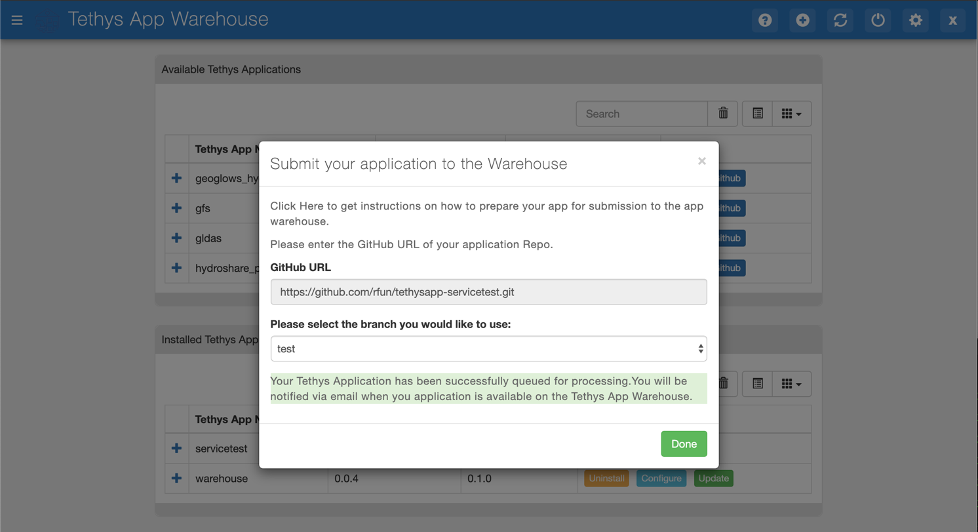 Tethys App Warehouse
Available Tethys Applications
Search
Tethys App N
Submit your application to the Warehouse
×
geoglows_hy
ithub
Click Here to get instructions on how to prepare your app for submission to the app
warehouse.
gfs
ithub
gldas
ithub
Please enter the GitHub URL of your application Repo.
GitHub URL
hydroshare_p
ithub
https://github.com/rfun/tethysapp-servicetest.git
Please select the branch you would like to use:
Installed Tethys App
test
Your Tethys Application has been successfully queued for processing.You will be
notified via email when you application is available on the Tethys App Warehouse.
Tethys App N
Done
servicetest
warehouse 0.0.4 0.1.0 Uninstall Configure Update